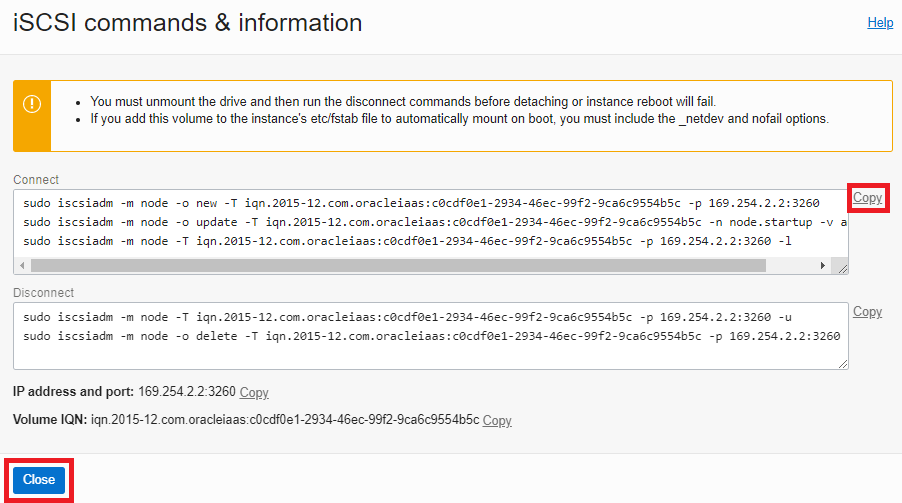 iSCSI commands & information
Help
You must unmount the drive and then run the disconnect commands before detaching or instance reboot will fail.
If you add this volume to the instance's etc/fstab file to automatically mount on boot, you must include the _netdev and nofail options.
Connect
Copy
sudo iscsiadm -m node -o new -T iqn.2015-12.com.oracleiaas:c0cdf0e1-2934-46ec-99f2-9ca6c9554b5c -p 169.254.2.2:3260
sudo iscsiadm -m node -o update -T iqn.2015-12.com.oracleiaas:c0cdf0e1-2934-46ec-99f2-9ca6c9554b5c -n node.startup -v a
sudo iscsiadm -m node -T iqn.2015-12.com.oracleiaas:c0cdf0e1-2934-46ec-99f2-9ca6c9554b5c -p 169.254.2.2:3260 -l
Disconnect
Copy
sudo iscsiadm -m node -T iqn.2015-12.com.oracleiaas:c0cdf0e1-2934-46ec-99f2-9ca6c9554b5c -p 169.254.2.2:3260 -u
sudo iscsiadm -m node -o delete -T iqn.2015-12.com.oracleiaas:c0cdf0e1-2934-46ec-99f2-9ca6c9554b5c -p 169.254.2.2:3260
IP address and port: 169.254.2.2:3260 Copy
Volume IQN: iqn.2015-12.com.oracleiaas:c0cdf0e1-2934-46ec-99f2-9ca6c9554b5c Copy
Close